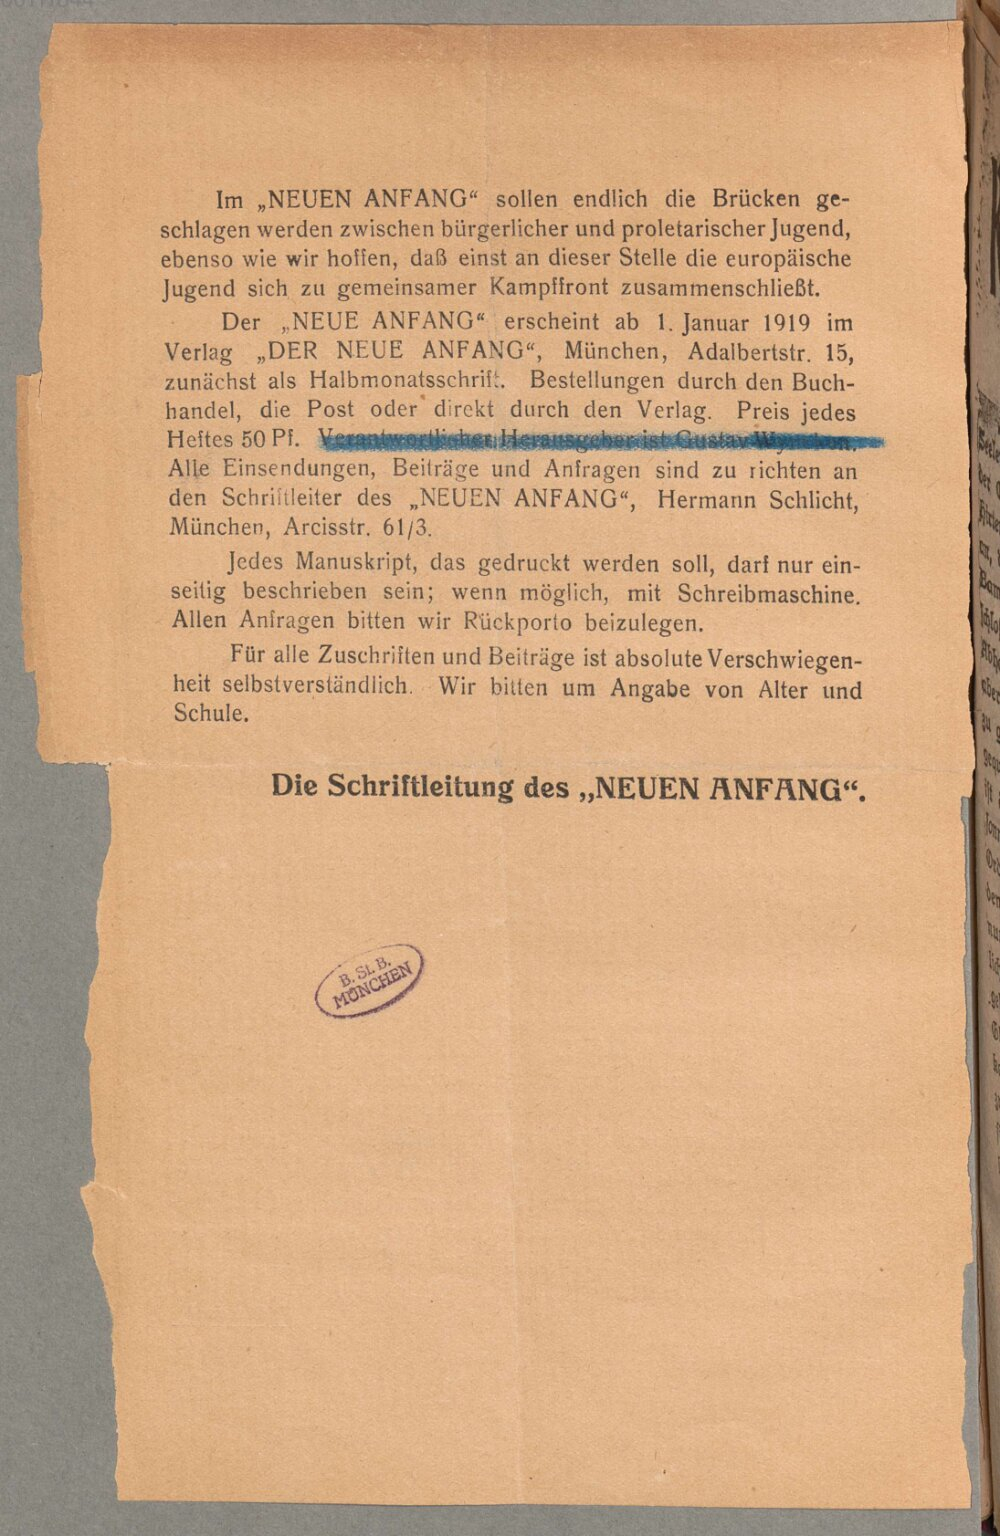 Im „NEUEN ANFANG“ sollen endlich die Brücken ge-
schlagen werden zwischen bürgerlicher und proletarischer Jugend,
ebenso wie wir hoffen, daß einst an dieser Stelle die europäische
Jugend sich zu gemeinsamer Kampffront zusammenschließt.
Der „NEUE ANFANG“ erscheint ab 1. Januar 1919 im
Verlag „DER NEUE ANFANG“, München, Adalbertstr. 15,
zunächst als Halbmonatsschrift. Bestellungen durch den Buch-
handel, die Post oder direkt durch den Verlag. Preis jedes
Heftes 50 Pf. Verantwortlicher Herausgeber ist Gustav Wyneken.
Alle Einsendungen, Beiträge und Anfragen sind zu richten an
den Schriftleiter des „NEUEN ANFANG“, Hermann Schlicht,
München, Arcisstr. 61/3.
Jedes Manuskript, das gedruckt werden soll, darf nur ein-
seitig beschrieben sein; wenn möglich, mit Schreibmaschine.
Allen Anfragen bitten wir Rückporto beizulegen.
Für alle Zuschriften und Beiträge ist absolute Verschwiegen-
heit selbstverständlich. Wir bitten um Angabe von Alter und
Schule.
Die Schriftleitung des „NEUEN ANFANG“.
B. St. B.
MÜNCHEN